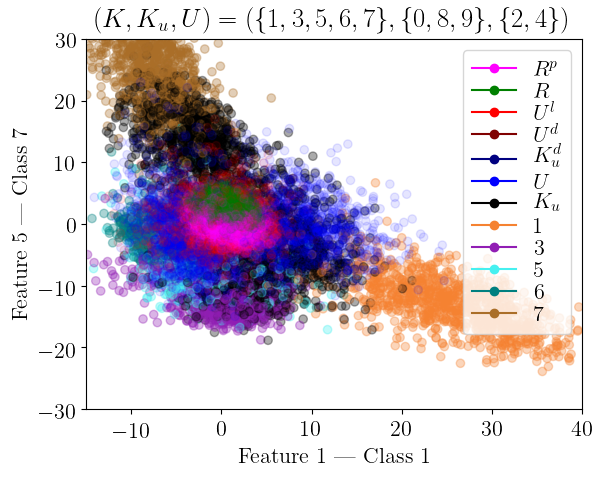 (K, K_u, U) = ({1, 3, 5, 6, 7}, {0, 8, 9}, {2, 4})
Feature 5 — Class 7
30
20
10
0
−10
−20
−30
R^p
R
U^l
U^d
K_u^d
U
K_u
1
3
5
6
7
−10 0 10 20 30 40
Feature 1 — Class 1